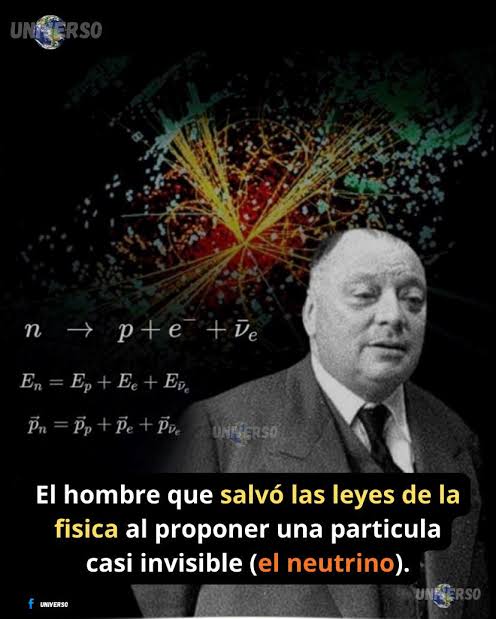 UNIVERSO
n → p + e⁻ + ν̄ₑ
Eₙ = Eₚ + Eₑ + E_ν̄ₑ
p⃗ₙ = p⃗ₚ + p⃗ₑ + p⃗_ν̄ₑ
UNIVERSO
El hombre que salvó las leyes de la
fisica al proponer una particula
casi invisible (el neutrino).
UNIVERSO
f UNIVERSO